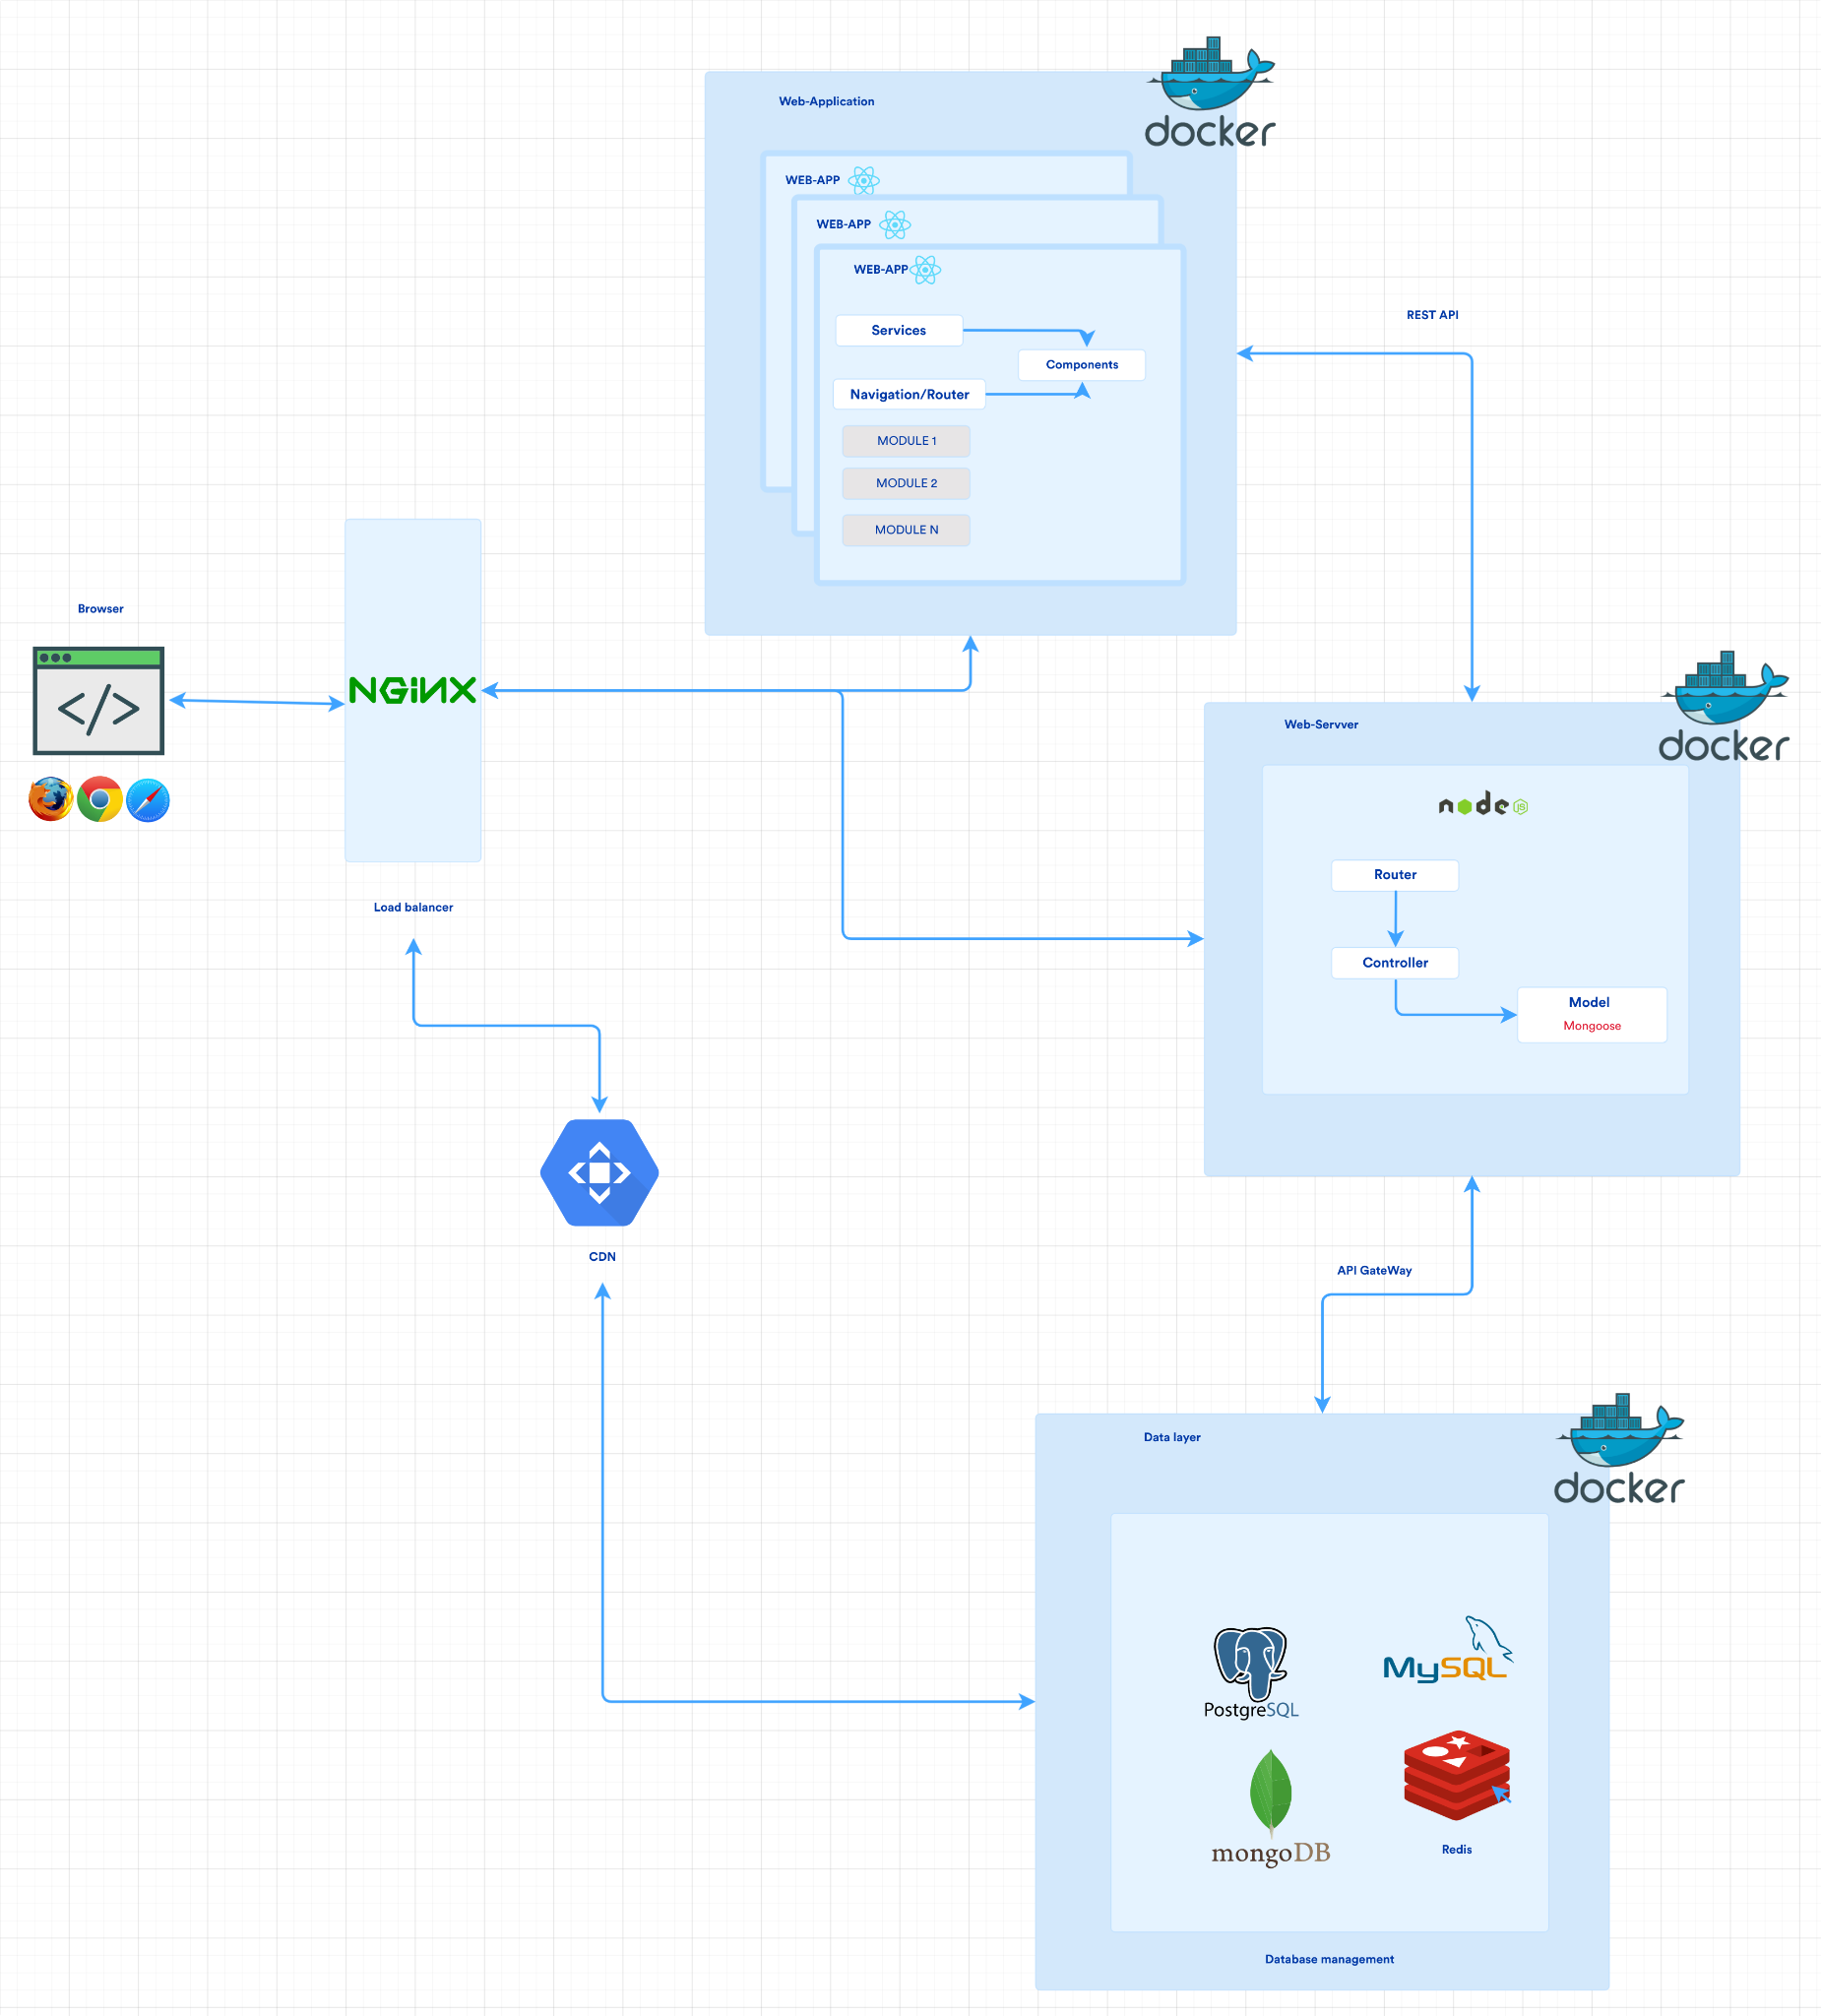 docker
Web-Application
WEB-APP
WEB-APP
WEB-APP
Services
Components
Navigation/Router
MODULE 1
MODULE 2
MODULE N
REST API
Browser
</>
NGINX
Load balancer
docker
Web-Servver
node JS
Router
Controller
Model
Mongoose
CDN
API GateWay
docker
Data layer
PostgreSQL
MySQL
mongoDB
Redis
Database management